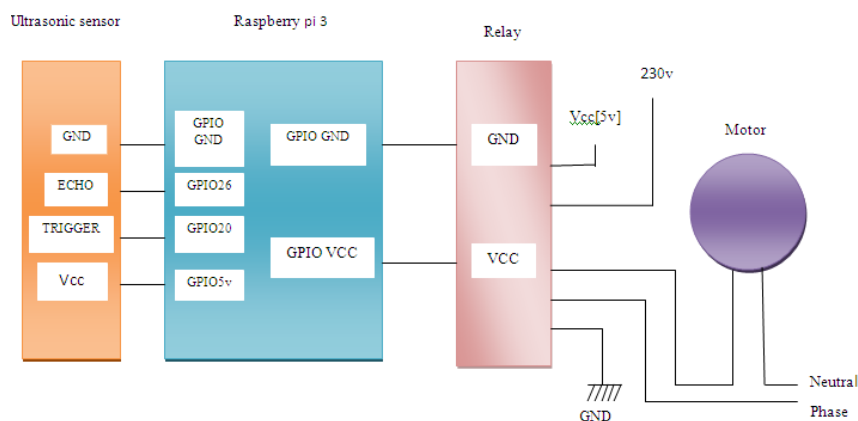 Ultrasonic sensor
Raspberry pi 3
Relay
230v
Vcc[5v]
Motor
GND
GPIO
GND
GPIO GND
GND
ECHO
GPIO26
TRIGGER
GPIO20
GPIO VCC
VCC
Vcc
GPIO5v
Neutral
Phase
GND